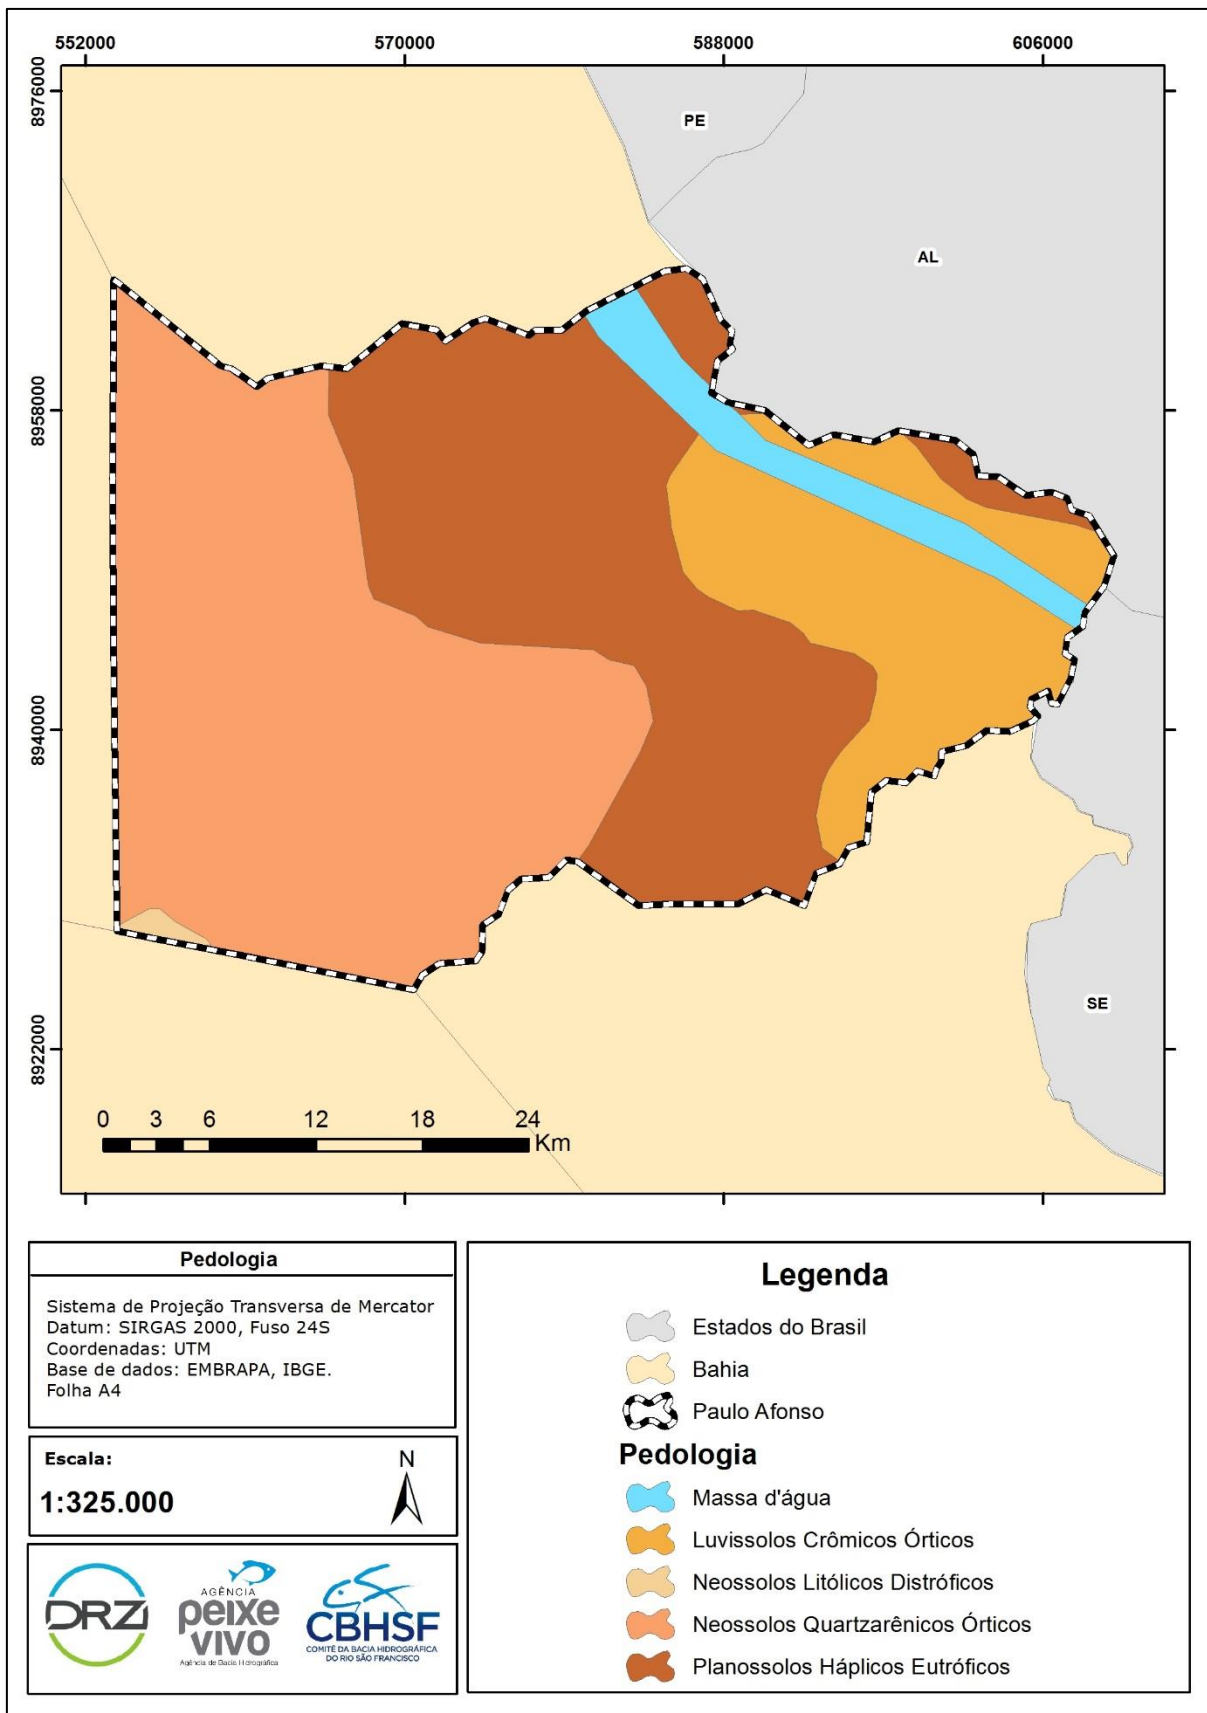 552000 570000 588000 606000
8976000
8958000
8940000
8922000
PE
AL
SE
0 3 6 12 18 24
Km
Pedologia
Sistema de Projeção Transversa de Mercator
Datum: SIRGAS 2000, Fuso 24S
Coordenadas: UTM
Base de dados: EMBRAPA, IBGE.
Folha A4
Escala:
1:325.000
N
DRZ
AGÊNCIA
peixe
vivo
Agência de Bacia Hidrográfica
CBHSF
COMITÊ DA BACIA HIDROGRÁFICA
DO RIO SÃO FRANCISCO
Legenda
Estados do Brasil
Bahia
Paulo Afonso
Pedologia
Massa d'água
Luvissolos Crômicos Órticos
Neossolos Litólicos Distróficos
Neossolos Quartzarênicos Órticos
Planossolos Háplicos Eutróficos